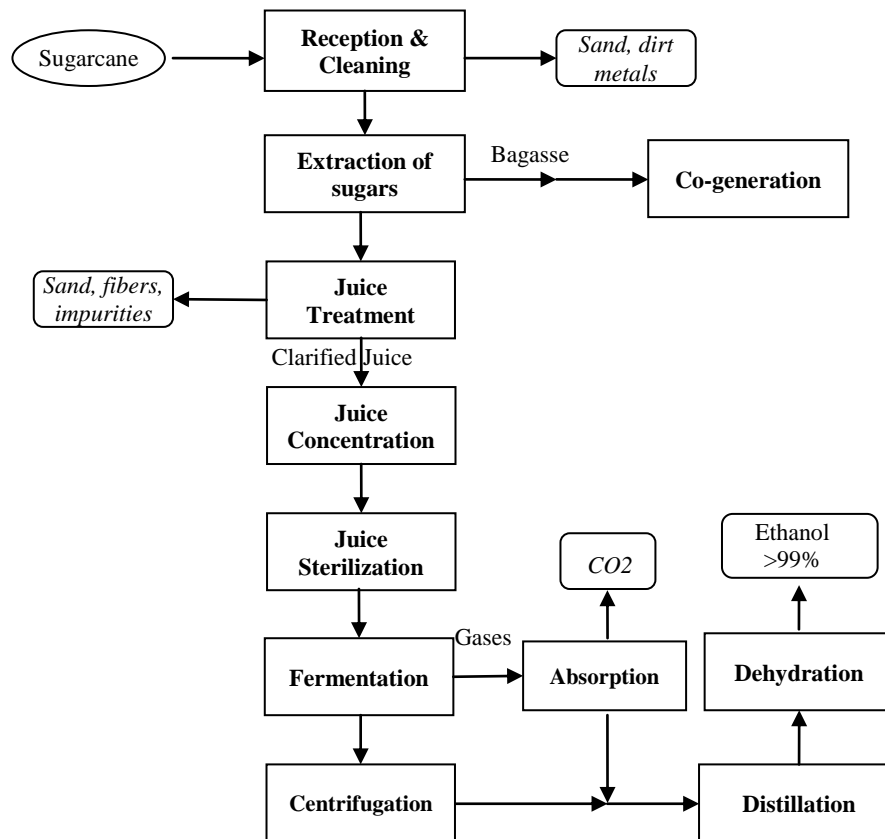 Sugarcane
Reception &
Cleaning
Sand, dirt
metals
Extraction of
sugars
Bagasse
Co-generation
Sand, fibers,
impurities
Juice
Treatment
Clarified Juice
Juice
Concentration
Juice
Sterilization
CO2
Ethanol
>99%
Fermentation
Gases
Absorption
Dehydration
Centrifugation
Distillation